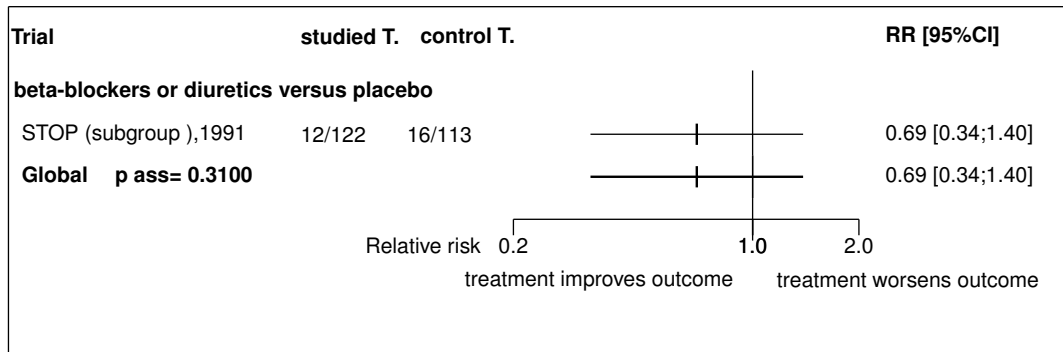 Trial studied T. control T. RR [95%CI]
beta-blockers or diuretics versus placebo
STOP (subgroup ),1991 12/122 16/113 0.69 [0.34;1.40]
Global p ass= 0.3100 0.69 [0.34;1.40]
Relative risk 0.2 1.0 2.0
treatment improves outcome treatment worsens outcome